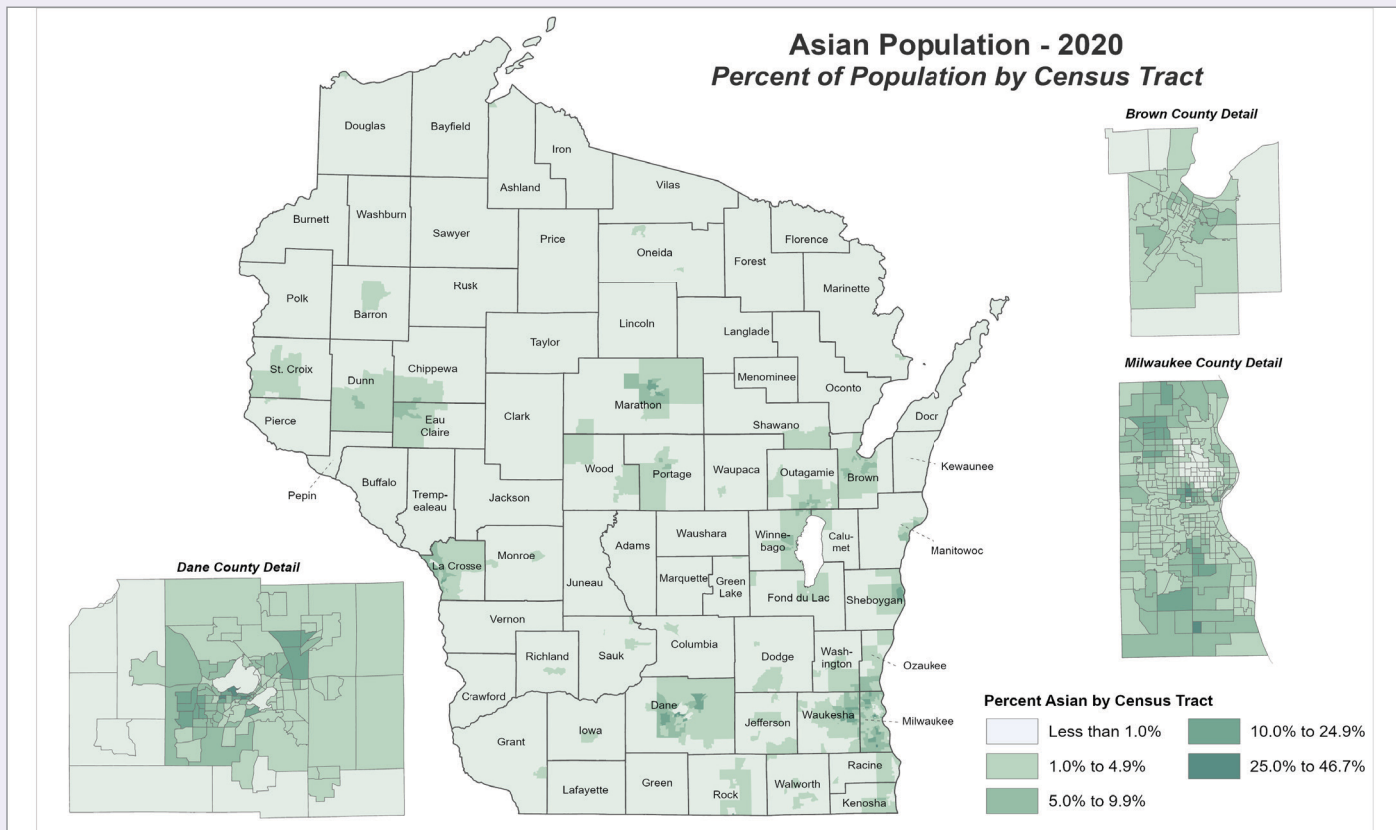 Asian Population - 2020
Percent of Population by Census Tract
Brown County Detail
Milwaukee County Detail
Dane County Detail
Douglas
Bayfield
Iron
Ashland
Vilas
Burnett
Washburn
Sawyer
Price
Oneida
Florence
Forest
Marinette
Polk
Barron
Rusk
Lincoln
Langlade
Taylor
St. Croix
Dunn
Chippewa
Menominee
Oconto
Marathon
Clark
Pierce
Eau
Claire
Shawano
Docr
Pepin
Buffalo
Tremp-
ealeau
Jackson
Wood
Portage
Waupaca
Outagamie
Brown
Kewaunee
La Crosse
Monroe
Juneau
Adams
Waushara
Winne-
bago
Calu-
met
Manitowoc
Marquette
Green
Lake
Fond du Lac
Sheboygan
Vernon
Richland
Sauk
Columbia
Dodge
Wash-
ington
Ozaukee
Crawford
Grant
Iowa
Dane
Jefferson
Waukesha
Milwaukee
Lafayette
Green
Rock
Walworth
Racine
Kenosha
Percent Asian by Census Tract
Less than 1.0%
1.0% to 4.9%
5.0% to 9.9%
10.0% to 24.9%
25.0% to 46.7%